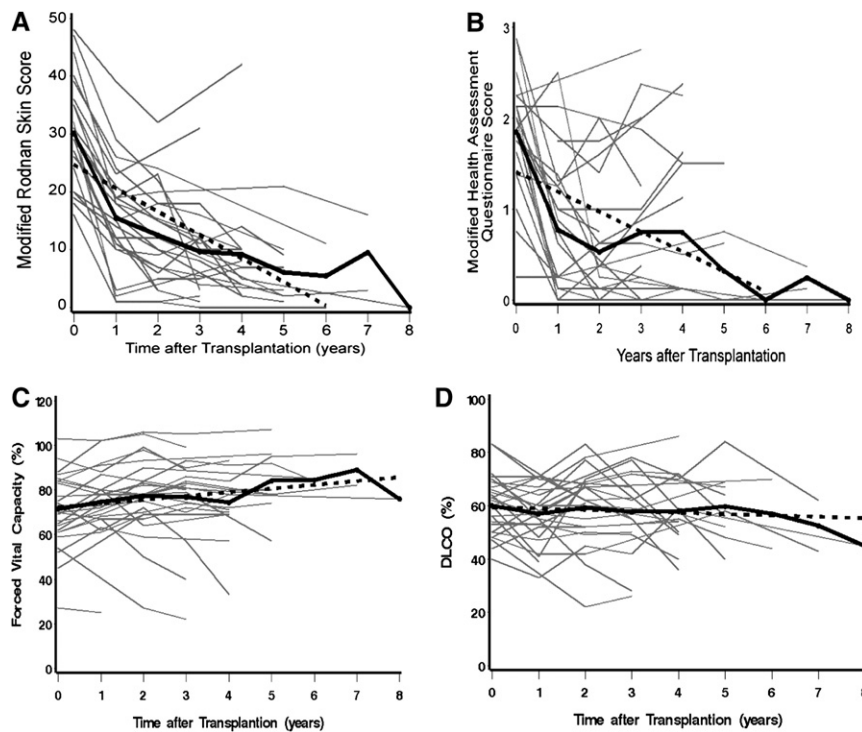 A
50
40
30
20
10
0
Modified Rodnan Skin Score
0 1 2 3 4 5 6 7 8
Time after Transplantation (years)
B
3
2
1
0
Modified Health Assessment
Questionnaire Score
0 1 2 3 4 5 6 7 8
Years after Transplantation
C
120
100
80
60
40
20
0
Forced Vital Capacity (%)
0 1 2 3 4 5 6 7 8
Time after Transplantion (years)
D
100
80
60
40
20
0
DLCO (%)
0 1 2 3 4 5 6 7 8
Time after Transplantion (years)